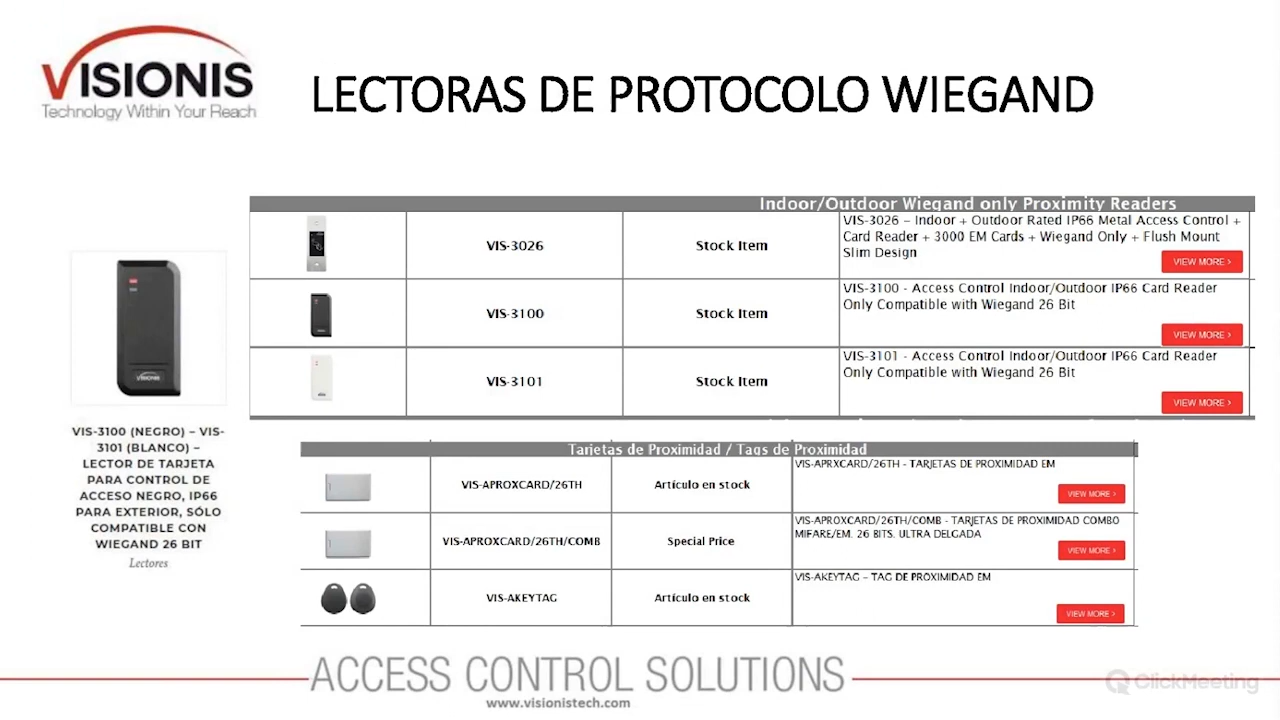 VISIONIS
Technology Within Your Reach
LECTORAS DE PROTOCOLO WIEGAND
Indoor/Outdoor Wiegand only Proximity Readers
VIS-3026
Stock Item
VIS-3026 – Indoor + Outdoor Rated IP66 Metal Access Control +
Card Reader + 3000 EM Cards + Wiegand Only + Flush Mount
Slim Design
VIEW MORE >
VIS-3100
Stock Item
VIS-3100 - Access Control Indoor/Outdoor IP66 Card Reader
Only Compatible with Wiegand 26 Bit
VIEW MORE >
VIS-3101
Stock Item
VIS-3101 - Access Control Indoor/Outdoor IP66 Card Reader
Only Compatible with Wiegand 26 Bit
VIEW MORE >
VISIONIS
VIS-3100 (NEGRO) – VIS-
3101 (BLANCO) –
LECTOR DE TARJETA
PARA CONTROL DE
ACCESO NEGRO, IP66
PARA EXTERIOR, SÓLO
COMPATIBLE CON
WIEGAND 26 BIT
Lectores
Tarjetas de Proximidad / Tags de Proximidad
VIS-APROXCARD/26TH
Artículo en stock
VIS-APRXCARD/26TH - TARJETAS DE PROXIMIDAD EM
VIEW MORE >
VIS-APROXCARD/26TH/COMB
Special Price
VIS-APROXCARD/26TH/COMB - TARJETAS DE PROXIMIDAD COMBO
MIFARE/EM. 26 BITS. ULTRA DELGADA
VIEW MORE >
VIS-AKEYTAG
Artículo en stock
VIS-AKEYTAG – TAG DE PROXIMIDAD EM
VIEW MORE >
ACCESS CONTROL SOLUTIONS
www.visionistech.com
ClickMeeting